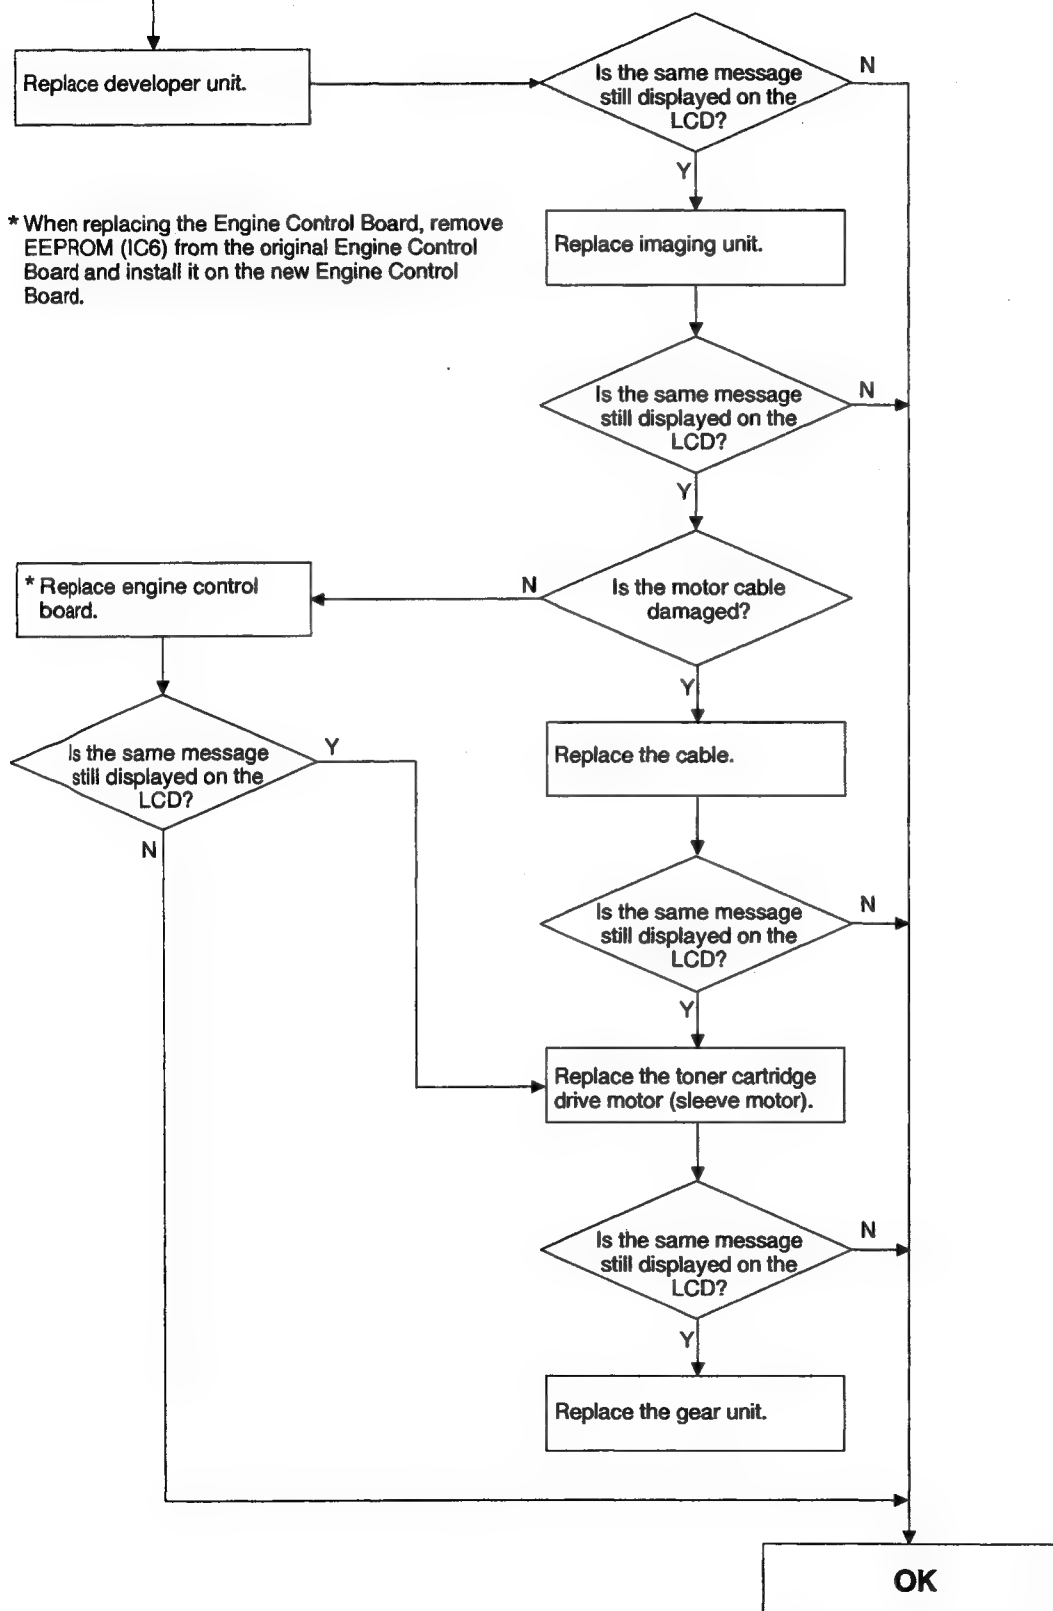 Replace developer unit.
Is the same message
still displayed on the
LCD?
N
Y
* When replacing the Engine Control Board, remove
EEPROM (IC6) from the original Engine Control
Board and install it on the new Engine Control
Board.
Replace imaging unit.
Is the same message
still displayed on the
LCD?
N
Y
Is the motor cable
damaged?
N
Y
* Replace engine control
board.
Is the same message
still displayed on the
LCD?
Y
N
Replace the cable.
Is the same message
still displayed on the
LCD?
N
Y
Replace the toner cartridge
drive motor (sleeve motor).
Is the same message
still displayed on the
LCD?
N
Y
Replace the gear unit.
OK